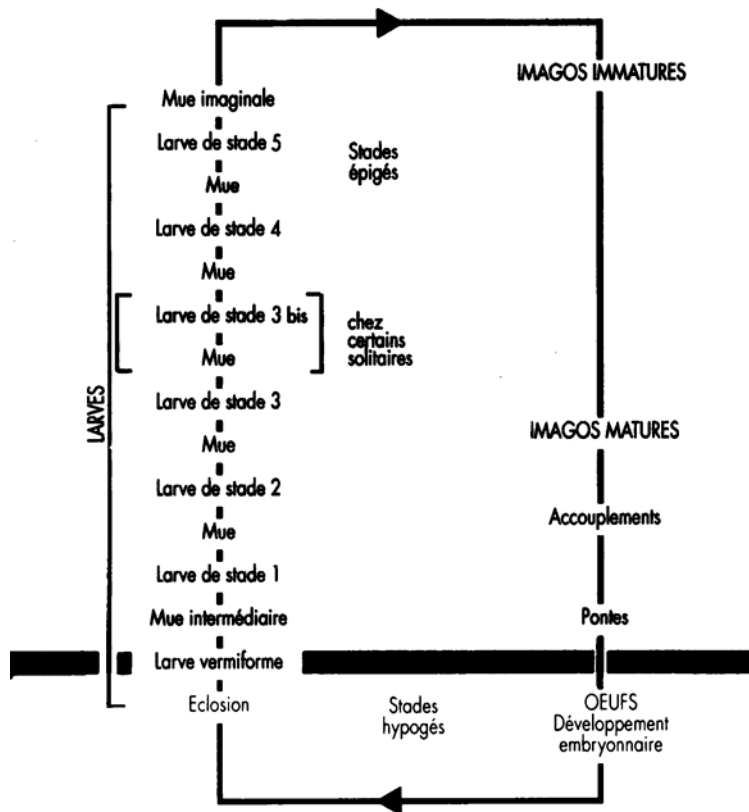 IMAGOS IMMATURES
Mue imaginale
Larve de stade 5
Stades
épigés
Mue
Larve de stade 4
Mue
Larve de stade 3 bis
chez
certains
solitaires
Mue
LARVES
Larve de stade 3
IMAGOS MATURES
Mue
Larve de stade 2
Accouplements
Mue
Larve de stade 1
Mue intermédiaire
Pontes
Larve vermiforme
Eclosion
Stades
hypogés
OEUFS
Développement
embryonnaire